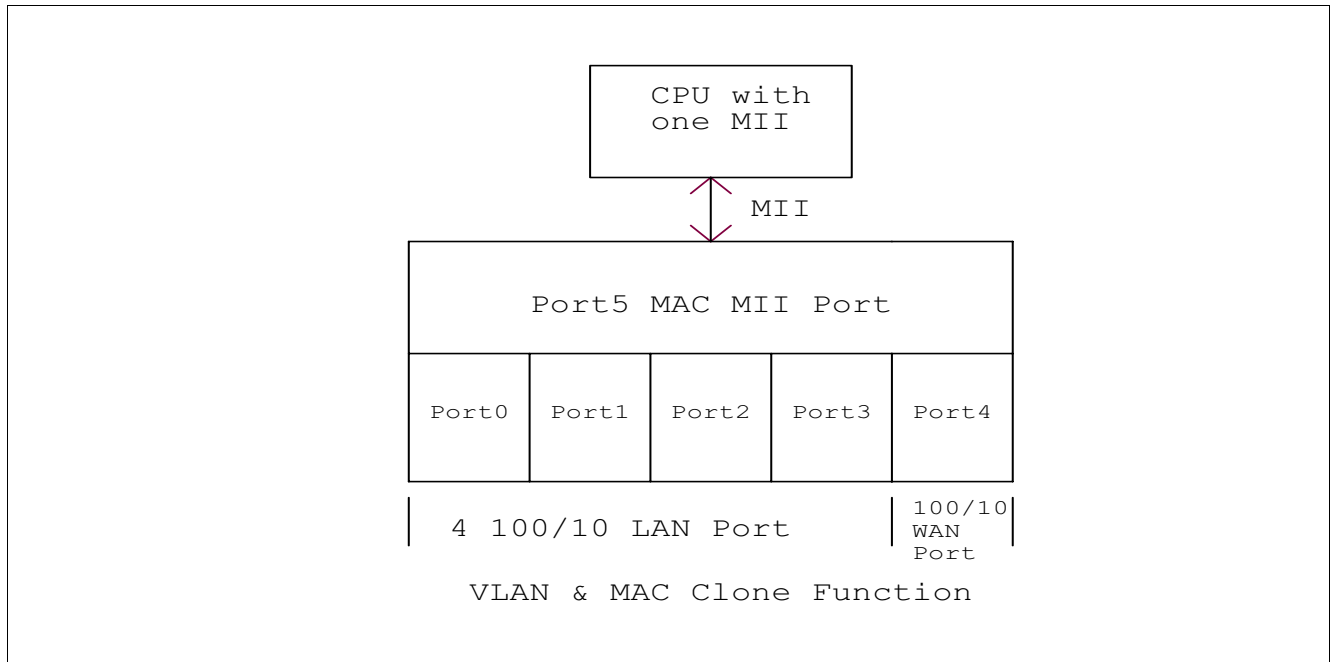 CPU with
one MII
MII
Port5 MAC MII Port
Port0 Port1 Port2 Port3 Port4
4 100/10 LAN Port
100/10
WAN
Port
VLAN & MAC Clone Function